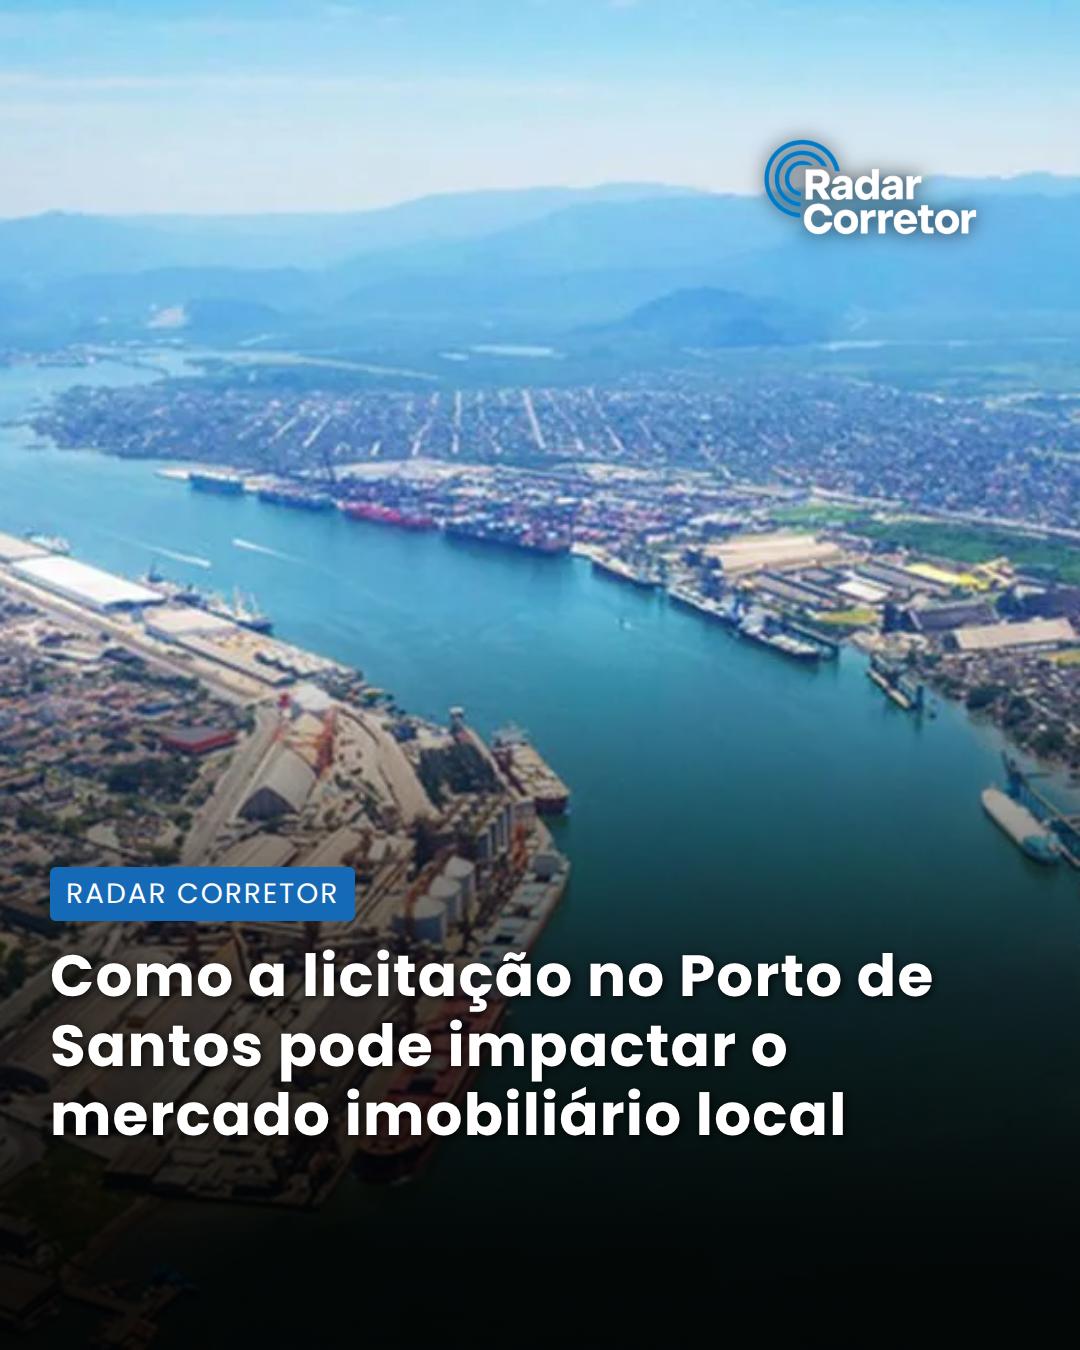 Radar
Corretor
RADAR CORRETOR
Como a licitação no Porto de
Santos pode impactar o
mercado imobiliário local